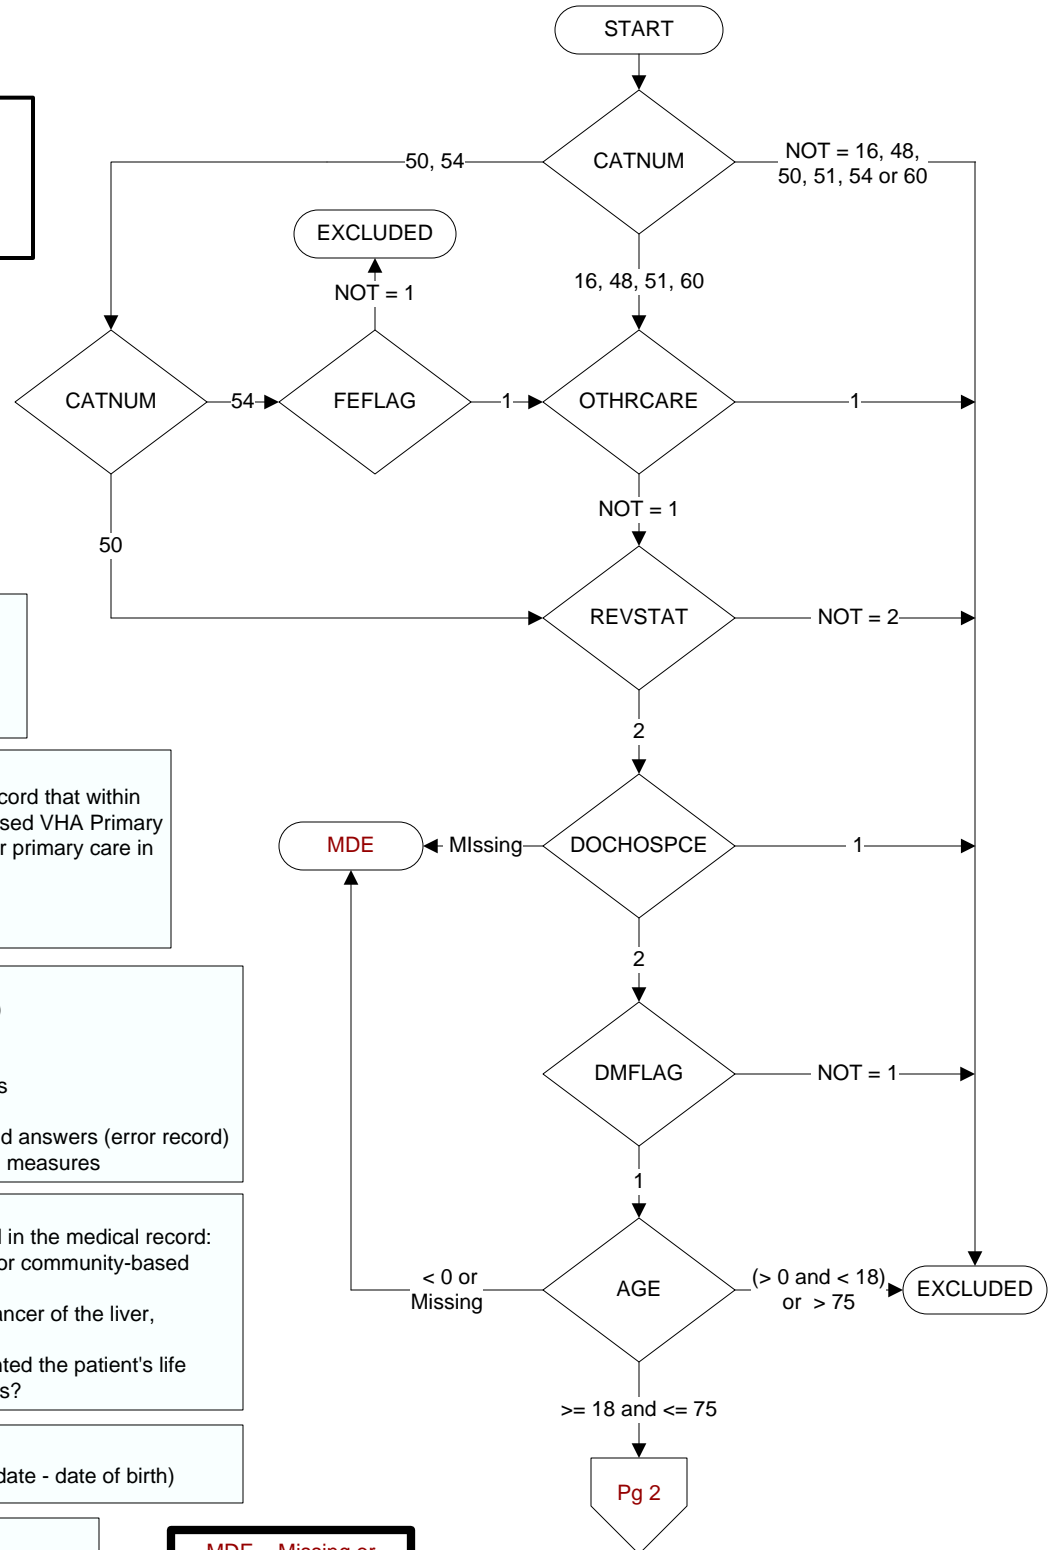 START
CATNUM
50, 54
NOT = 16, 48,
50, 51, 54 or 60
EXCLUDED
NOT = 1
16, 48, 51, 60
CATNUM
54
FEFLAG
1
OTHRCARE
1
NOT = 1
50
REVSTAT
NOT = 2
2
cord that within
sed VHA Primary
r primary care in
MDE
MIssing
DOCHOSPCE
1
2
)
s
d answers (error record)
measures
DMFLAG
NOT = 1
1
l in the medical record:
or community-based
ancer of the liver,
nted the patient's life
s?
< 0 or
Missing
AGE
(> 0 and < 18)
or > 75
EXCLUDED
>= 18 and <= 75
date - date of birth)
Pg 2
MDE Missing or